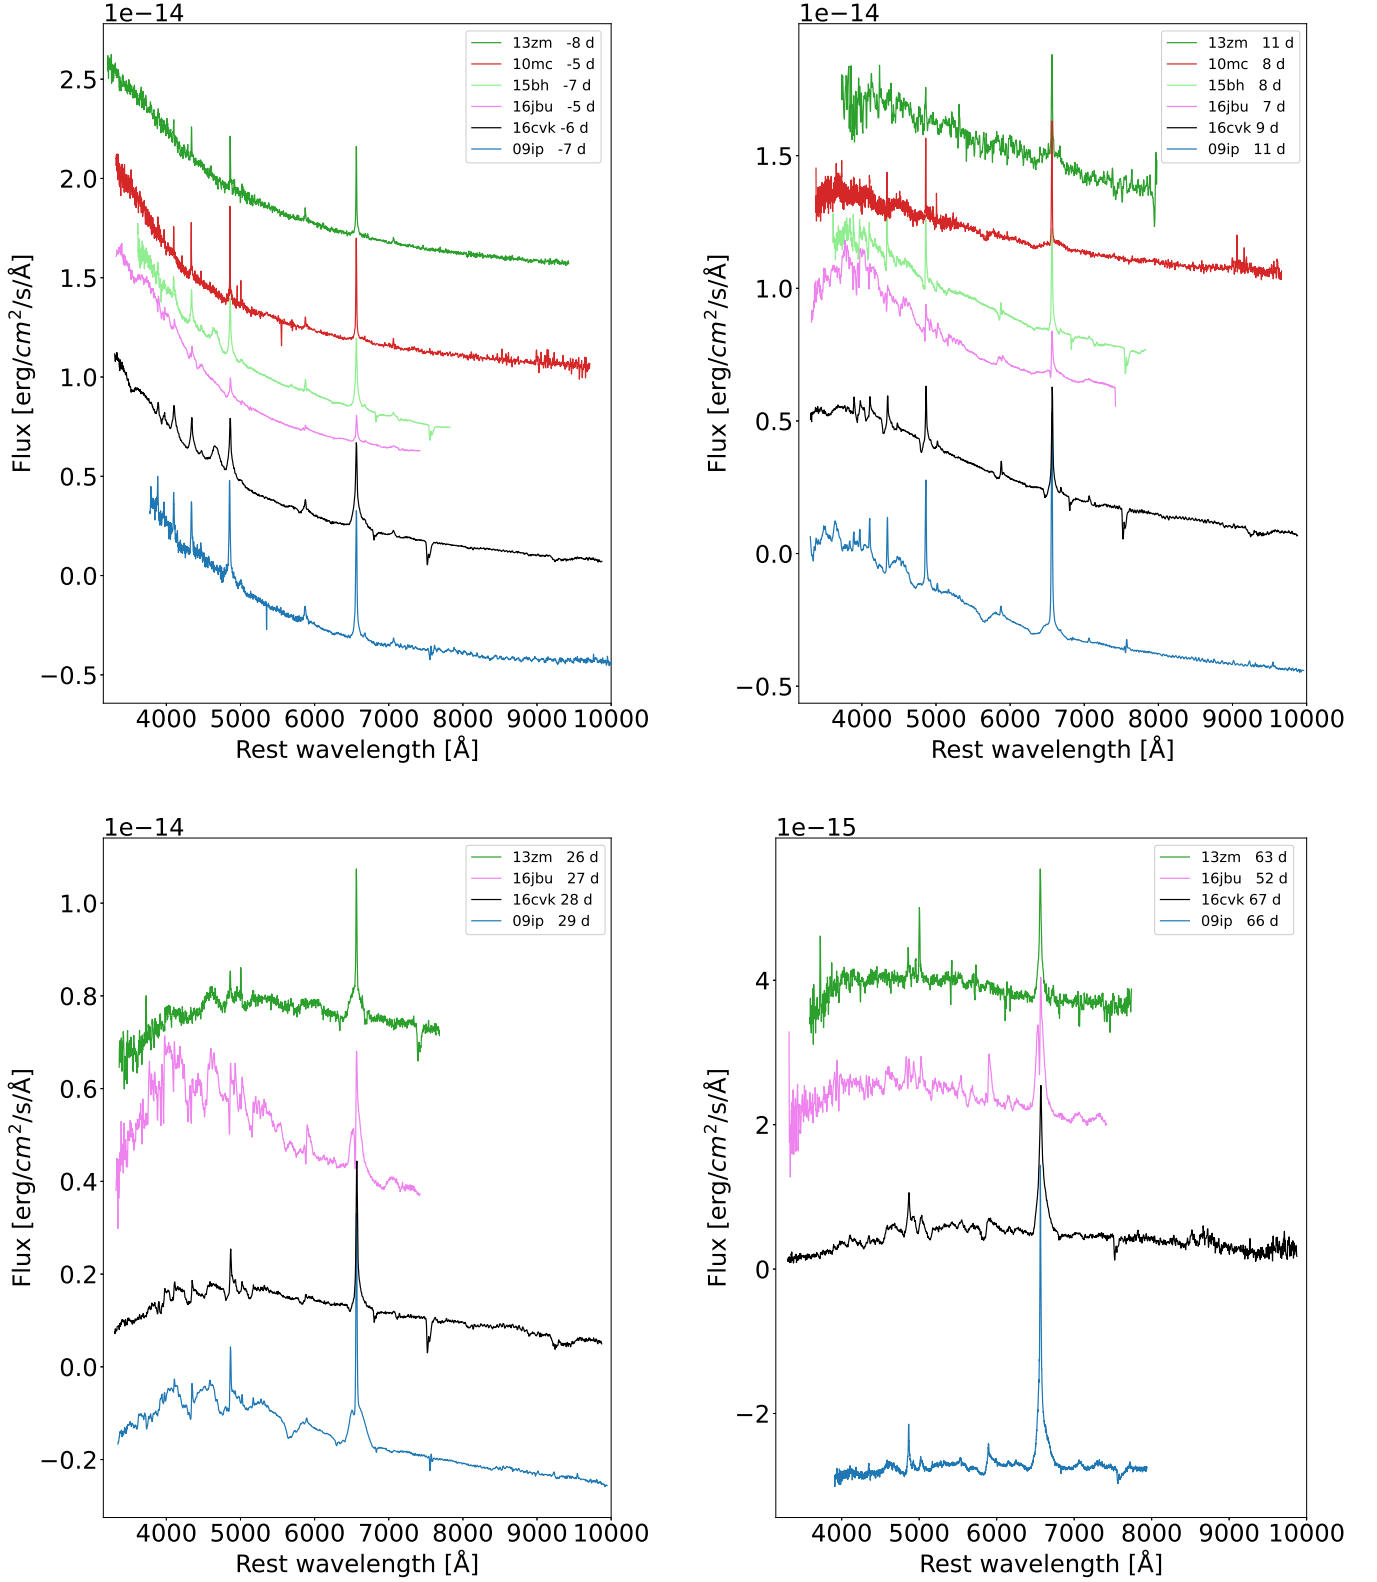 1e−14
13zm -8 d
10mc -5 d
15bh -7 d
16jbu -5 d
16cvk -6 d
09ip -7 d
2.5
2.0
1.5
1.0
0.5
0.0
−0.5
Flux [erg/cm²/s/Å]
4000 5000 6000 7000 8000 9000 10000
Rest wavelength [Å]
1e−14
13zm 11 d
10mc 8 d
15bh 8 d
16jbu 7 d
16cvk 9 d
09ip 11 d
1.5
1.0
0.5
0.0
−0.5
Flux [erg/cm²/s/Å]
4000 5000 6000 7000 8000 9000 10000
Rest wavelength [Å]
1e−14
13zm 26 d
16jbu 27 d
16cvk 28 d
09ip 29 d
1.0
0.8
0.6
0.4
0.2
0.0
−0.2
Flux [erg/cm²/s/Å]
4000 5000 6000 7000 8000 9000 10000
Rest wavelength [Å]
1e−15
13zm 63 d
16jbu 52 d
16cvk 67 d
09ip 66 d
4
2
0
−2
Flux [erg/cm²/s/Å]
4000 5000 6000 7000 8000 9000 10000
Rest wavelength [Å]